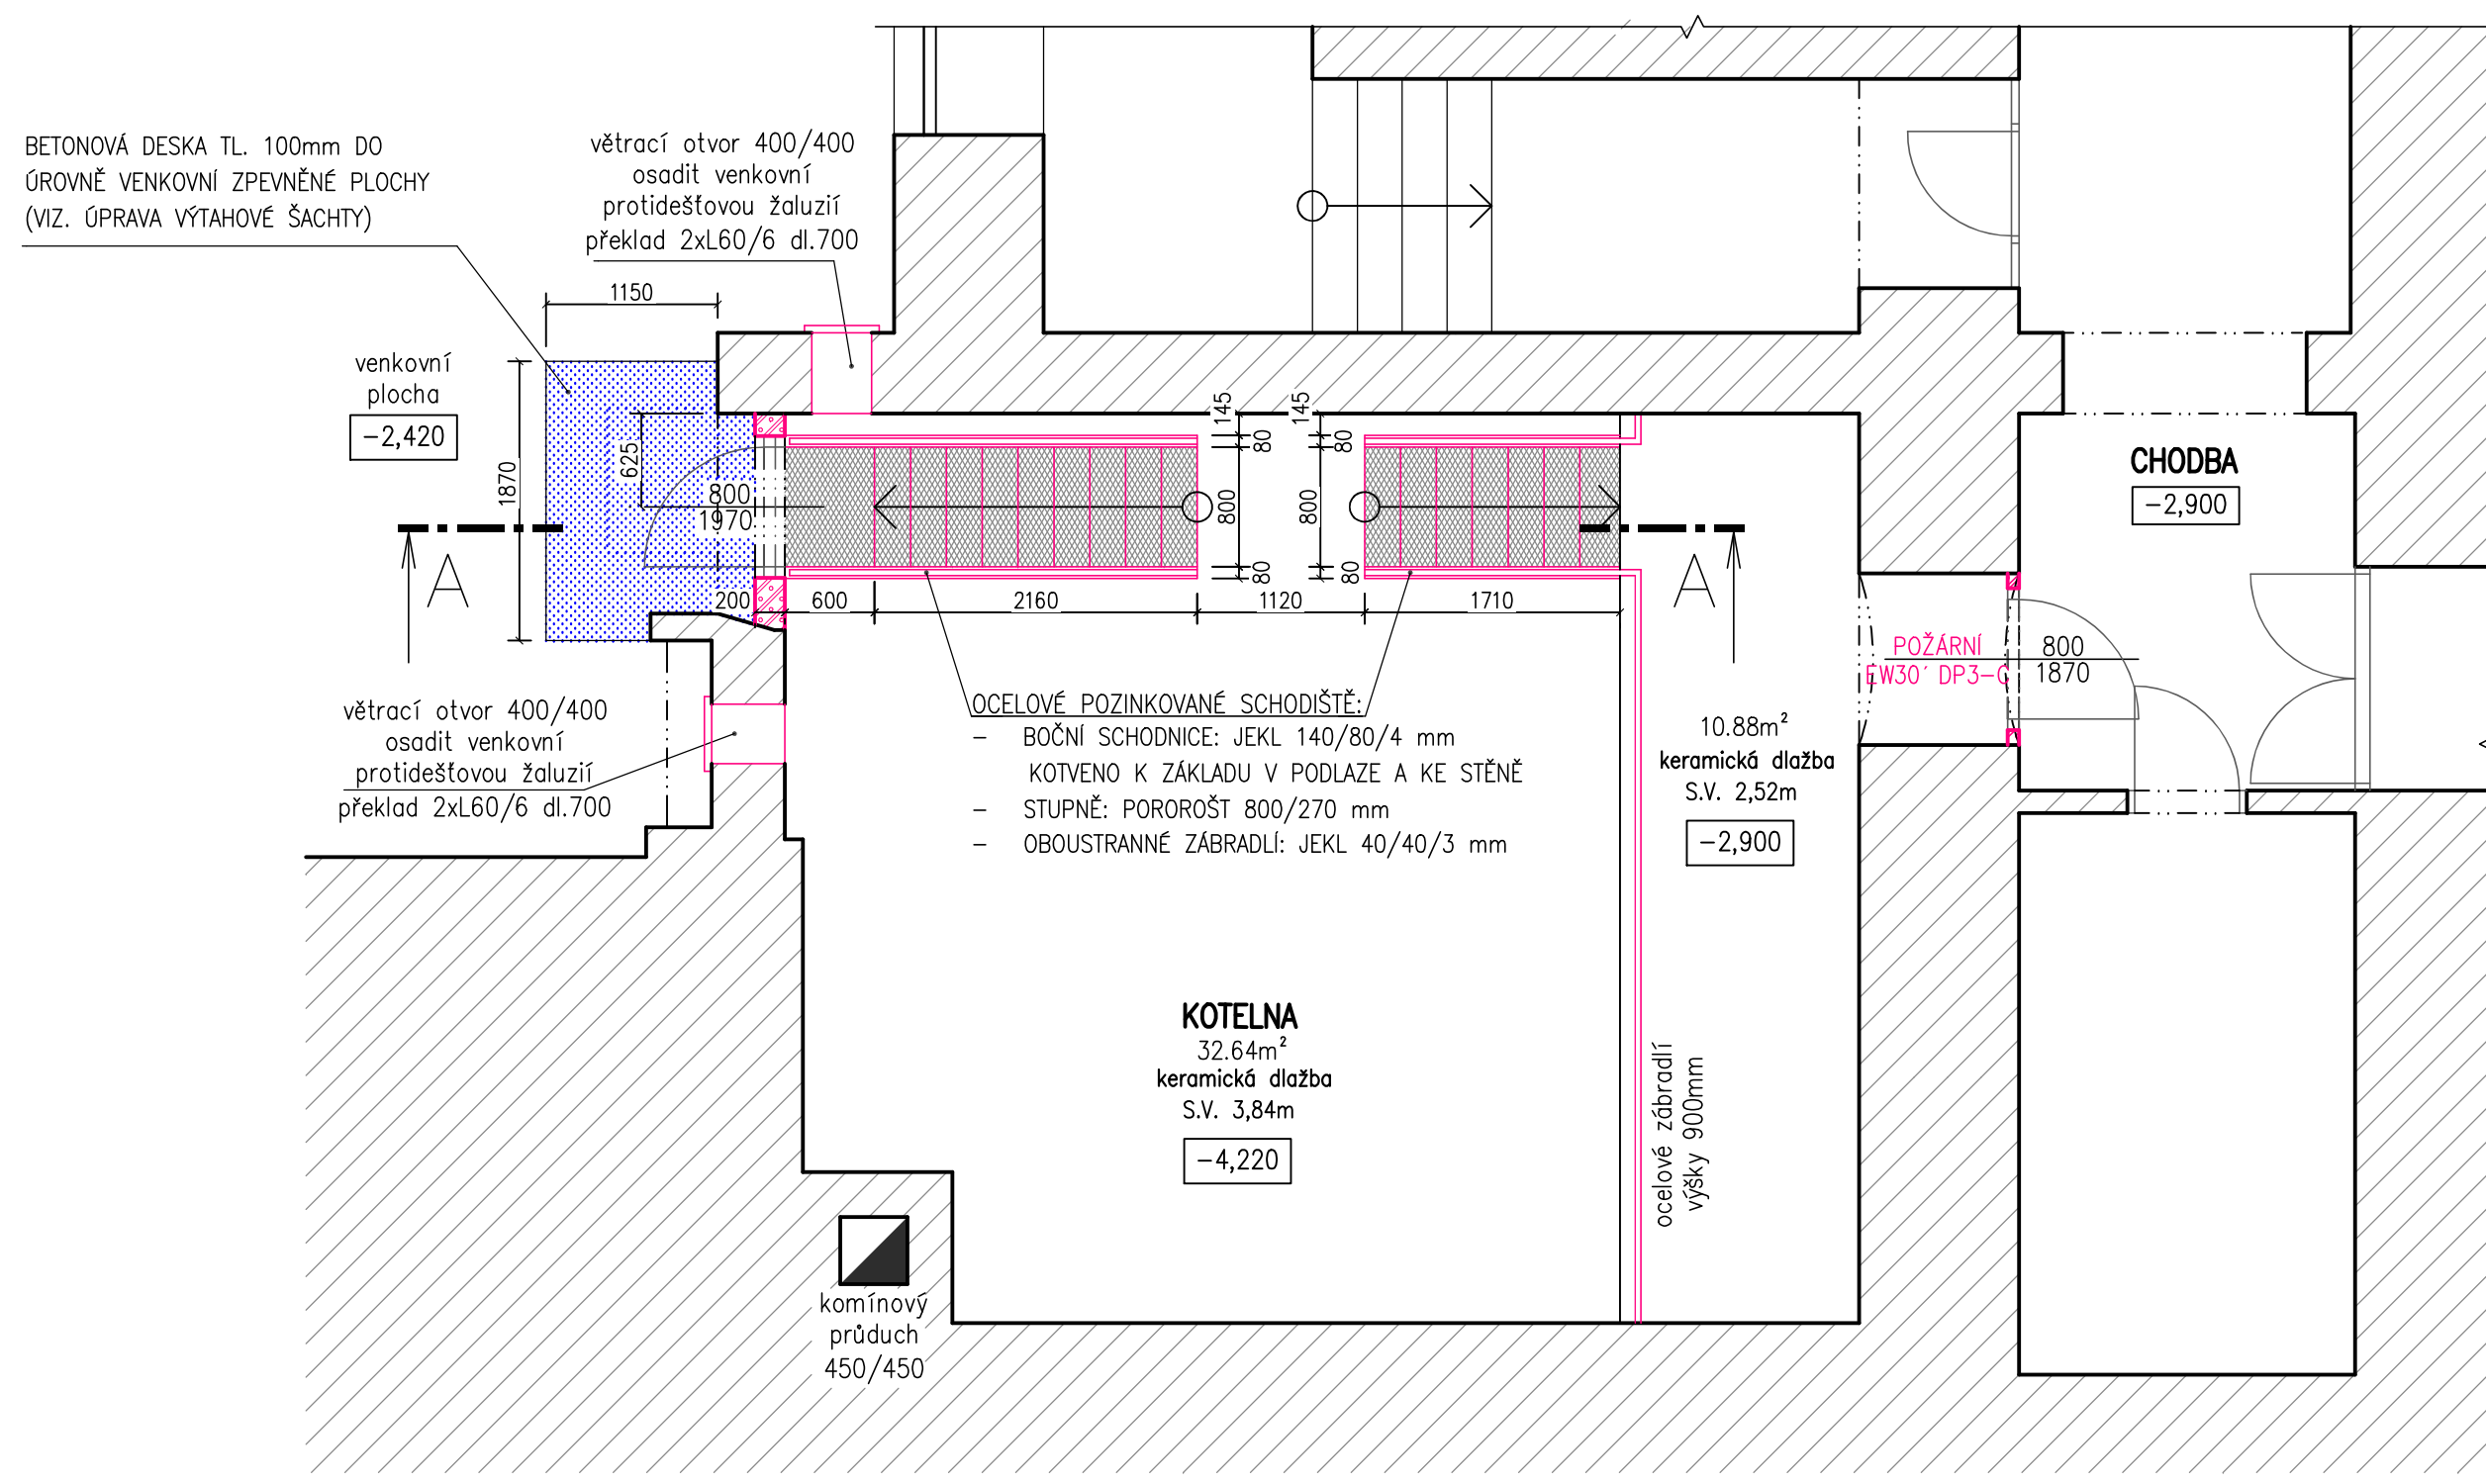 BETONOVÁ DESKA TL. 100mm DO
ÚROVNĚ VENKOVNÍ ZPEVNĚNÉ PLOCHY
(VIZ. ÚPRAVA VÝTAHOVÉ ŠACHTY)
větrací otvor 400/400
osadit venkovní
protidešťovou žaluzií
překlad 2xL60/6 dl.700
1150
venkovní
plocha
-2,420
1870
625
800
1970
145
80
800
80
145
80
800
80
200
600
2160
1120
1710
A
A
CHODBA
-2,900
POŽÁRNÍ
EW30´ DP3-C
800
1870
větrací otvor 400/400
osadit venkovní
protidešťovou žaluzií
překlad 2xL60/6 dl.700
OCELOVÉ POZINKOVANÉ SCHODIŠTĚ:
- BOČNÍ SCHODNICE: JEKL 140/80/4 mm
KOTVENO K ZÁKLADU V PODLAZE A KE STĚNĚ
- STUPNĚ: POROROŠT 800/270 mm
- OBOUSTRANNÉ ZÁBRADLÍ: JEKL 40/40/3 mm
10.88m²
keramická dlažba
S.V. 2,52m
-2,900
KOTELNA
32.64m²
keramická dlažba
S.V. 3,84m
-4,220
ocelové zábradlí
výšky 900mm
komínový
průduch
450/450